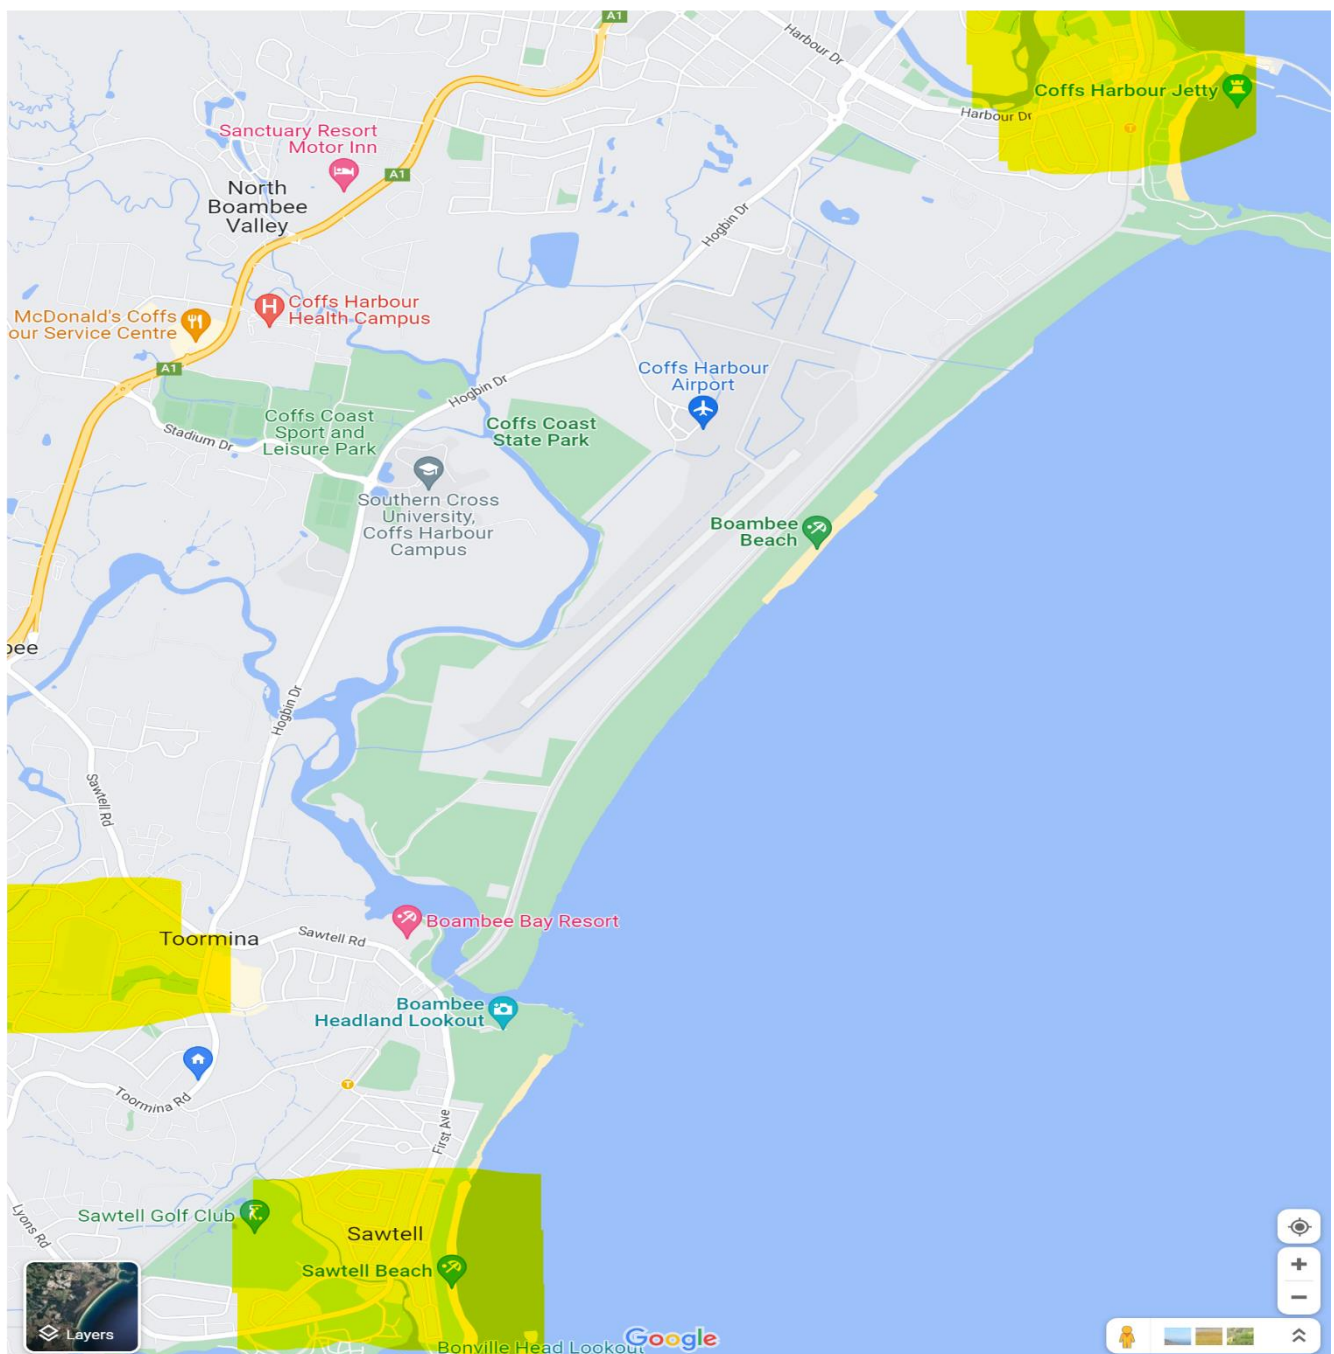 A1
Harbour Dr
Coffs Harbour Jetty
Harbour Dr
Sanctuary Resort
Motor Inn
A1
North
Boambee
Valley
Hogbin Dr
Coffs Harbour
Health Campus
McDonald's Coffs
our Service Centre
A1
Coffs Harbour
Airport
Hogbin Dr
Coffs Coast
Sport and
Leisure Park
Stadium Dr
Coffs Coast
State Park
Southern Cross
University,
Coffs Harbour
Campus
Boambee
Beach
bee
Hogbin Dr
Sawtell Rd
Boambee Bay Resort
Toormina
Sawtell Rd
Boambee
Headland Lookout
Toormina Rd
First Ave
Lyons Rd
Sawtell Golf Club
Sawtell
Sawtell Beach
Layers
Bonville Head Lookout
Google